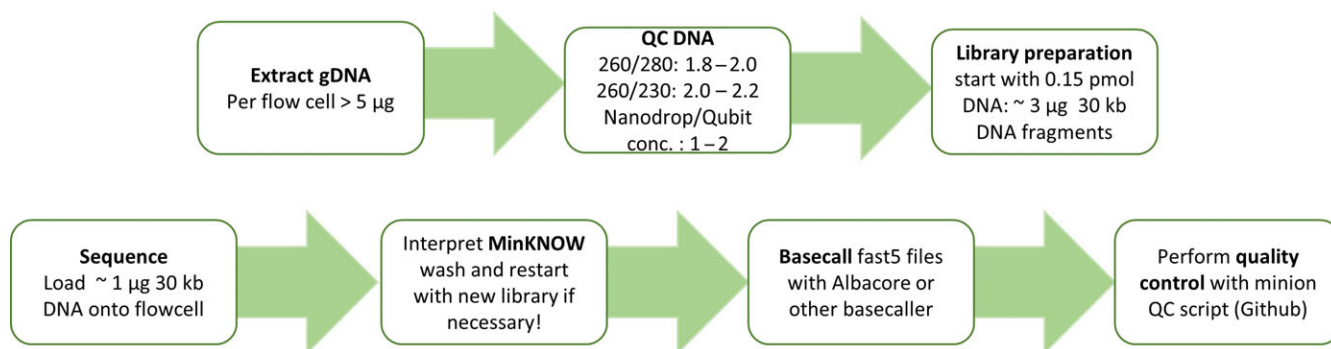 Extract gDNA
Per flow cell > 5 µg
QC DNA
260/280: 1.8 – 2.0
260/230: 2.0 – 2.2
Nanodrop/Qubit
conc. : 1 – 2
Library preparation
start with 0.15 pmol
DNA: ~ 3 µg 30 kb
DNA fragments
Sequence
Load ~ 1 µg 30 kb
DNA onto flowcell
Interpret MinKNOW
wash and restart
with new library if
necessary!
Basecall fast5 files
with Albacore or
other basecaller
Perform quality
control with minion
QC script (Github)